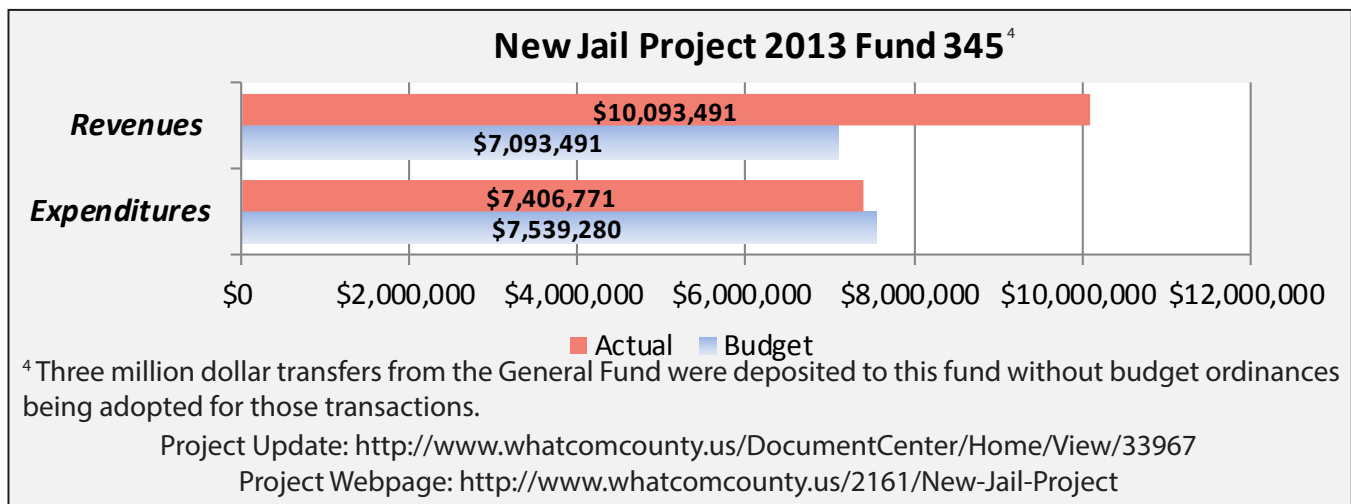 New Jail Project 2013 Fund 345 4
Revenues
$10,093,491
$7,093,491
Expenditures
$7,406,771
$7,539,280
$0 $2,000,000 $4,000,000 $6,000,000 $8,000,000 $10,000,000 $12,000,000
Actual Budget
4 Three million dollar transfers from the General Fund were deposited to this fund without budget ordinances
being adopted for those transactions.
Project Update: http://www.whatcomcounty.us/DocumentCenter/Home/View/33967
Project Webpage: http://www.whatcomcounty.us/2161/New-Jail-Project